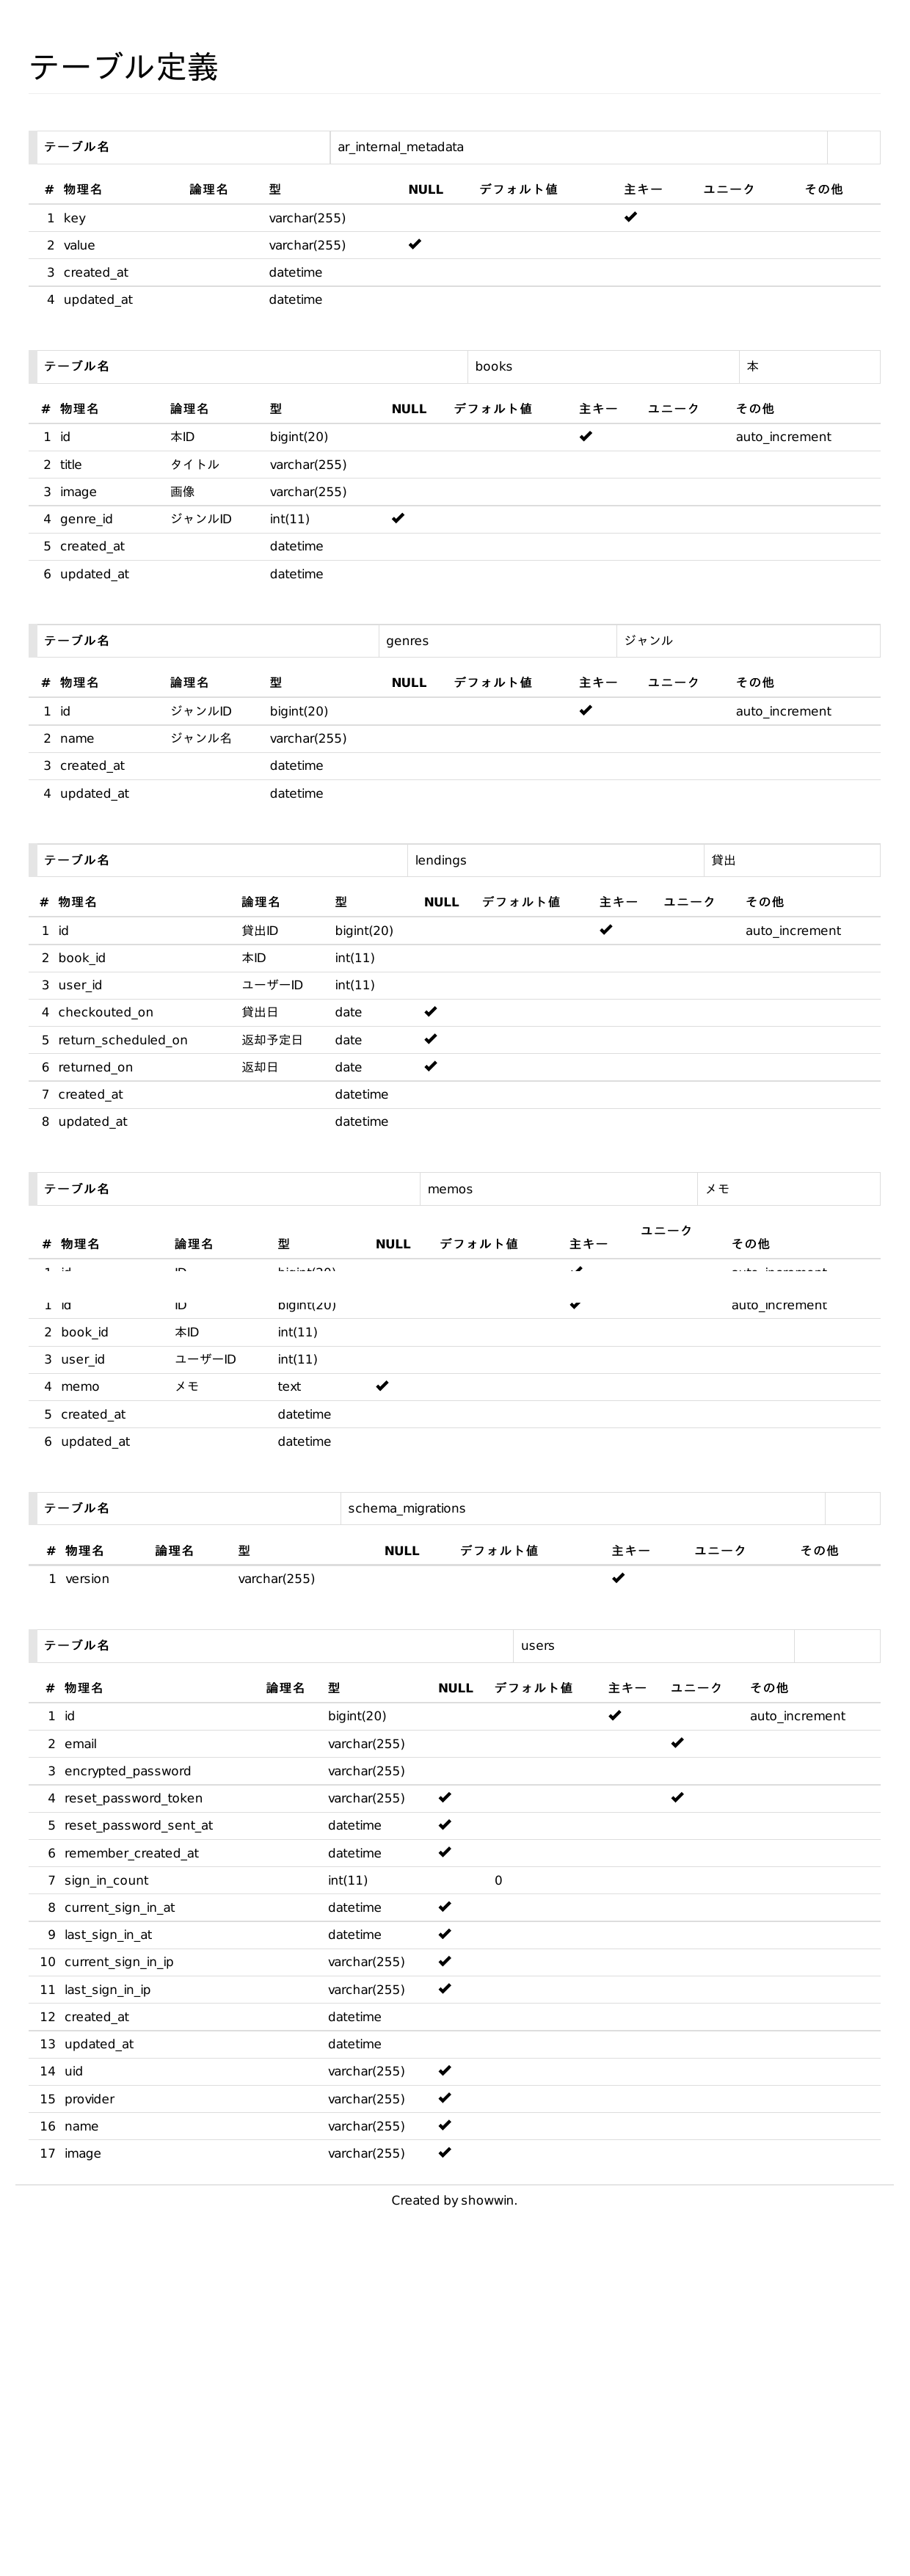 テーブル定義
テーブル名 ar_internal_metadata
# 物理名 論理名 型 NULL デフォルト値 主キー ユニーク その他
1 key varchar(255) ✔
2 value varchar(255) ✔
3 created_at datetime
4 updated_at datetime
テーブル名 books 本
# 物理名 論理名 型 NULL デフォルト値 主キー ユニーク その他
1 id 本ID bigint(20) ✔ auto_increment
2 title タイトル varchar(255)
3 image 画像 varchar(255)
4 genre_id ジャンルID int(11) ✔
5 created_at datetime
6 updated_at datetime
テーブル名 genres ジャンル
# 物理名 論理名 型 NULL デフォルト値 主キー ユニーク その他
1 id ジャンルID bigint(20) ✔ auto_increment
2 name ジャンル名 varchar(255)
3 created_at datetime
4 updated_at datetime
テーブル名 lendings 貸出
# 物理名 論理名 型 NULL デフォルト値 主キー ユニーク その他
1 id 貸出ID bigint(20) ✔ auto_increment
2 book_id 本ID int(11)
3 user_id ユーザーID int(11)
4 checkouted_on 貸出日 date ✔
5 return_scheduled_on 返却予定日 date ✔
6 returned_on 返却日 date ✔
7 created_at datetime
8 updated_at datetime
テーブル名 memos メモ
# 物理名 論理名 型 NULL デフォルト値 主キー ユニーク その他
1 id ID bigint(20) ✔ auto_increment
1 id ID bigint(20) ✔ auto_increment
2 book_id 本ID int(11)
3 user_id ユーザーID int(11)
4 memo メモ text ✔
5 created_at datetime
6 updated_at datetime
テーブル名 schema_migrations
# 物理名 論理名 型 NULL デフォルト値 主キー ユニーク その他
1 version varchar(255) ✔
テーブル名 users
# 物理名 論理名 型 NULL デフォルト値 主キー ユニーク その他
1 id bigint(20) ✔ auto_increment
2 email varchar(255) ✔
3 encrypted_password varchar(255)
4 reset_password_token varchar(255) ✔ ✔
5 reset_password_sent_at datetime ✔
6 remember_created_at datetime ✔
7 sign_in_count int(11) 0
8 current_sign_in_at datetime ✔
9 last_sign_in_at datetime ✔
10 current_sign_in_ip varchar(255) ✔
11 last_sign_in_ip varchar(255) ✔
12 created_at datetime
13 updated_at datetime
14 uid varchar(255) ✔
15 provider varchar(255) ✔
16 name varchar(255) ✔
17 image varchar(255) ✔
Created by showwin.